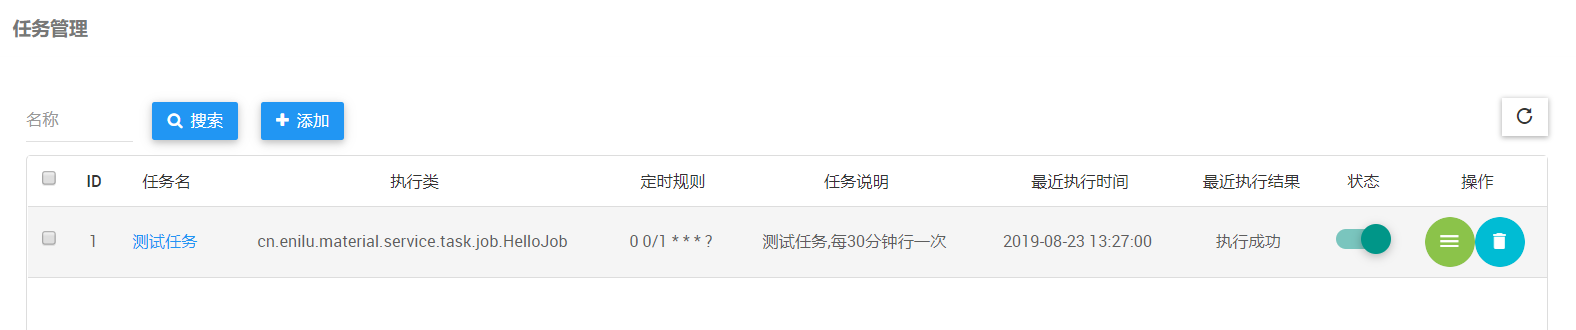 任务管理
名称 搜索 添加
ID 任务名 执行类 定时规则 任务说明 最近执行时间 最近执行结果 状态 操作
1 测试任务 cn.enilu.material.service.task.job.HelloJob 0 0/1 * * * ? 测试任务,每30分钟行一次 2019-08-23 13:27:00 执行成功